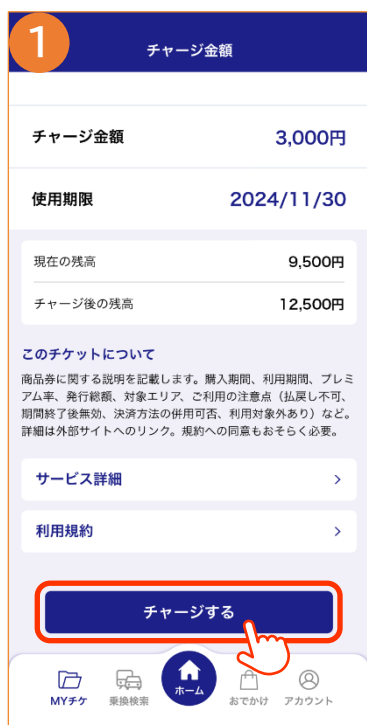 1
チャージ金額
チャージ金額 3,000円
使用期限 2024/11/30
現在の残高 9,500円
チャージ後の残高 12,500円
このチケットについて
商品券に関する説明を記載します。購入期間、利用期間、プレミ
アム率、発行総額、対象エリア、ご利用の注意点（払戻し不可、
期間終了後無効、決済方法の併用可否、利用対象外あり）など。
詳細は外部サイトへのリンク。規約への同意もおそらく必要。
サービス詳細
利用規約
チャージする
MYチケ 乗換検索 ホーム おでかけ アカウント